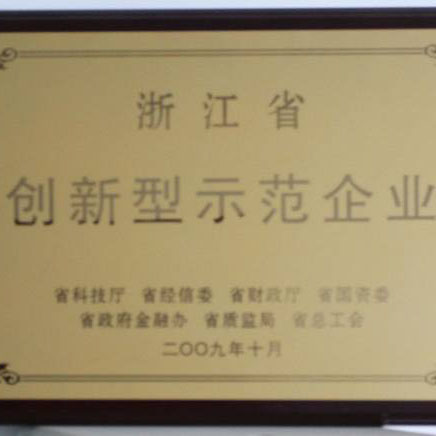 浙江省
创新型示范企业
省科技厅 省经信委 省财政厅 省国资委
省政府金融办 省质监局 省总工会
二〇〇九年十月